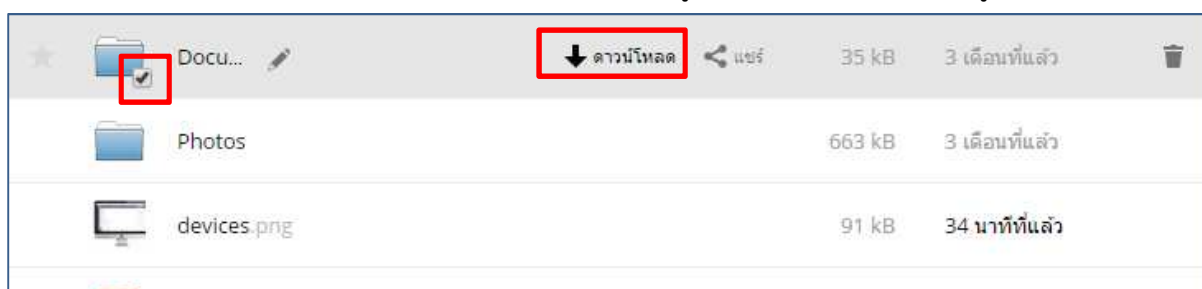 Docu... ดาวน์โหลด แชร์ 35 kB 3 เดือนที่แล้ว
Photos 663 kB 3 เดือนที่แล้ว
devices.png 91 kB 34 นาทีที่แล้ว